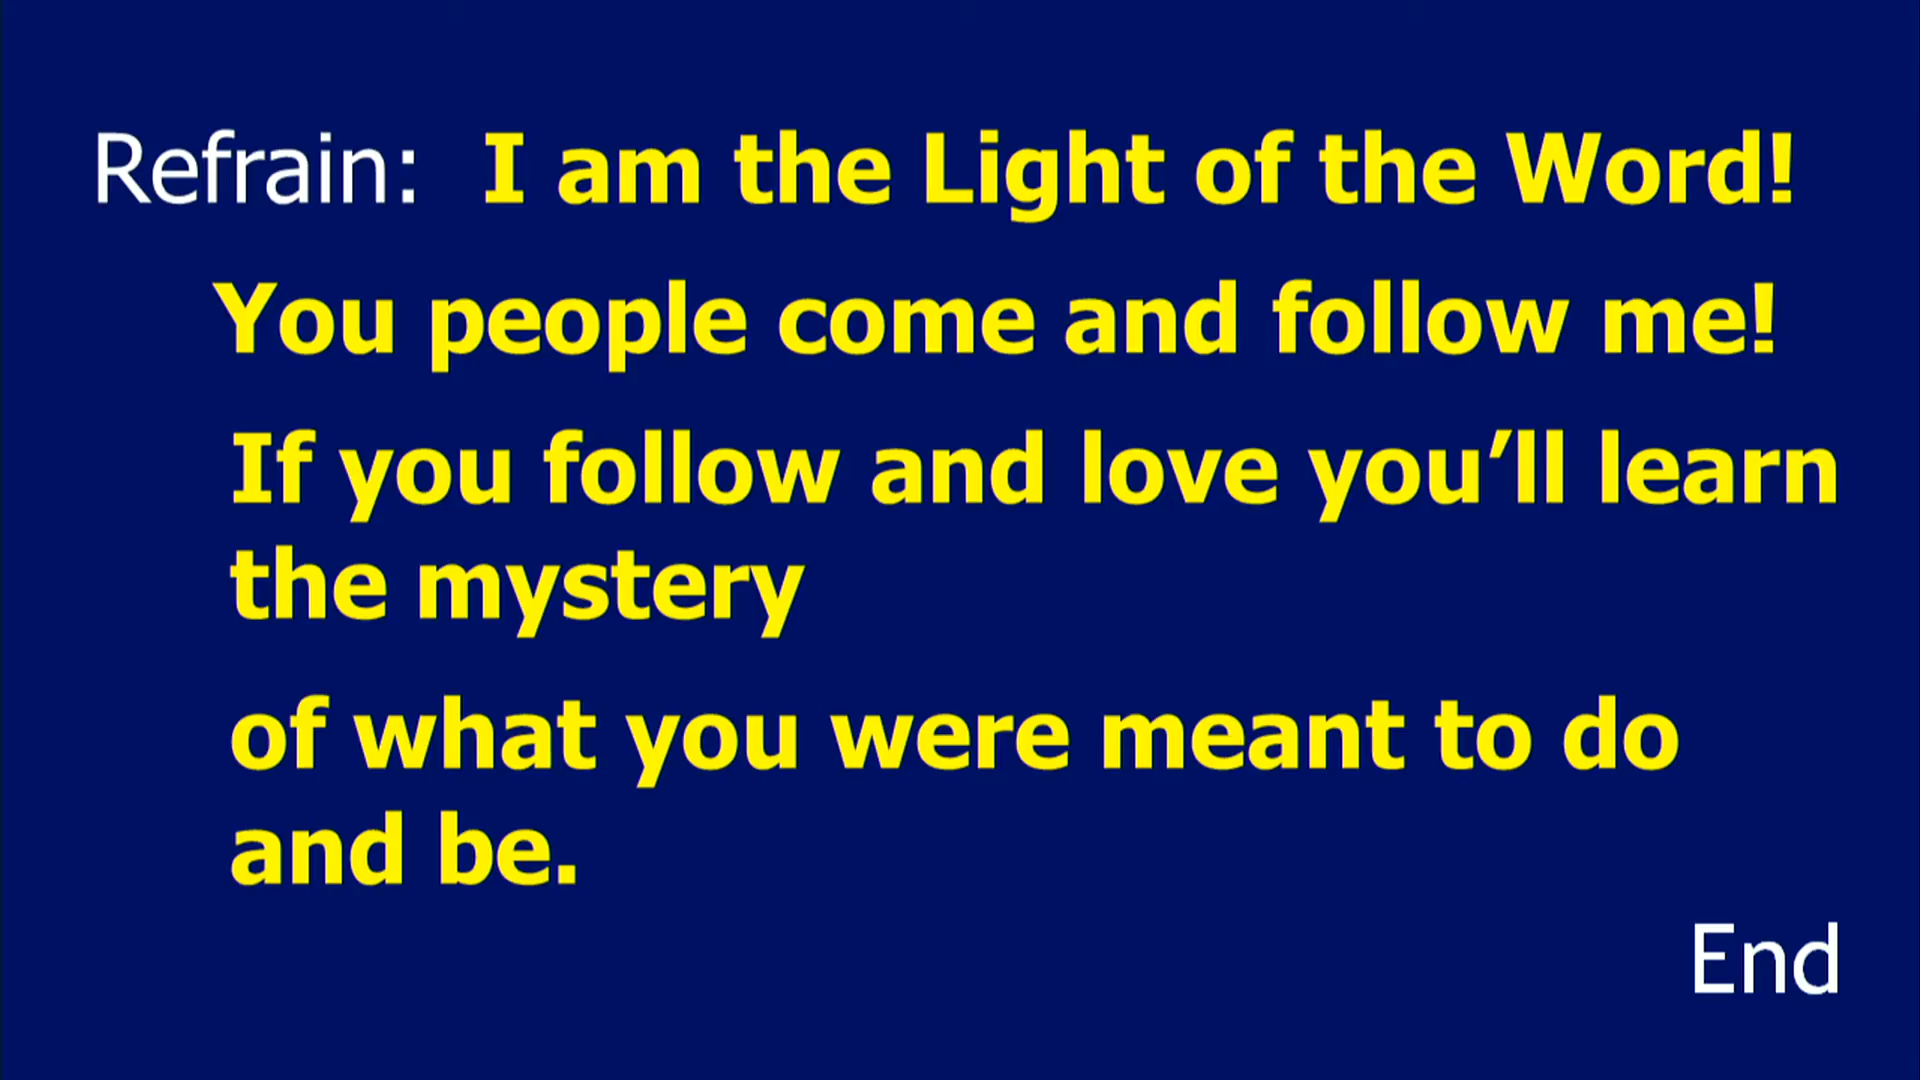 Refrain: I am the Light of the Word!
You people come and follow me!
If you follow and love you’ll learn
the mystery
of what you were meant to do
and be.
End